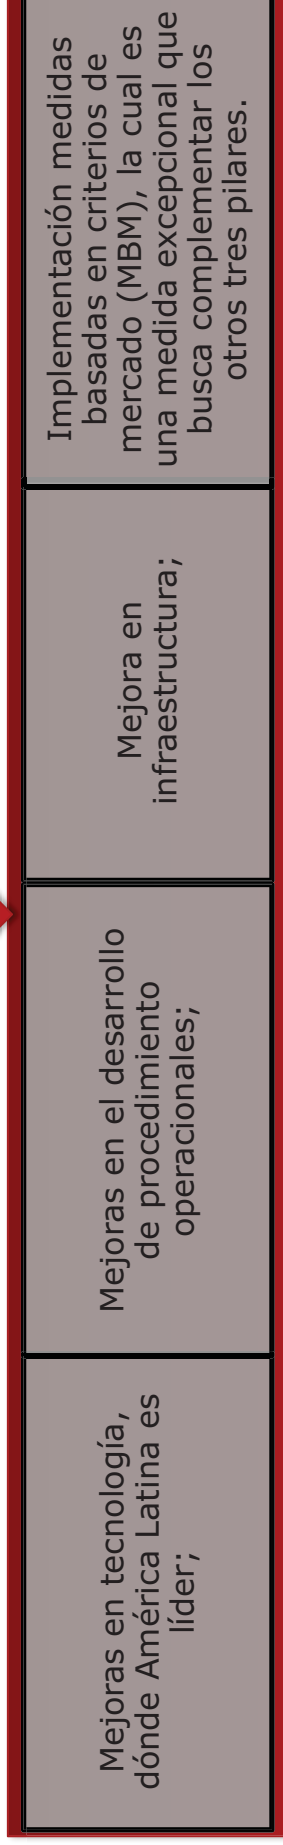 Mejoras en tecnología,
dónde América Latina es
líder;
Mejoras en el desarrollo
de procedimiento
operacionales;
Mejora en
infraestructura;
Implementación medidas
basadas en criterios de
mercado (MBM), la cual es
una medida excepcional que
busca complementar los
otros tres pilares.